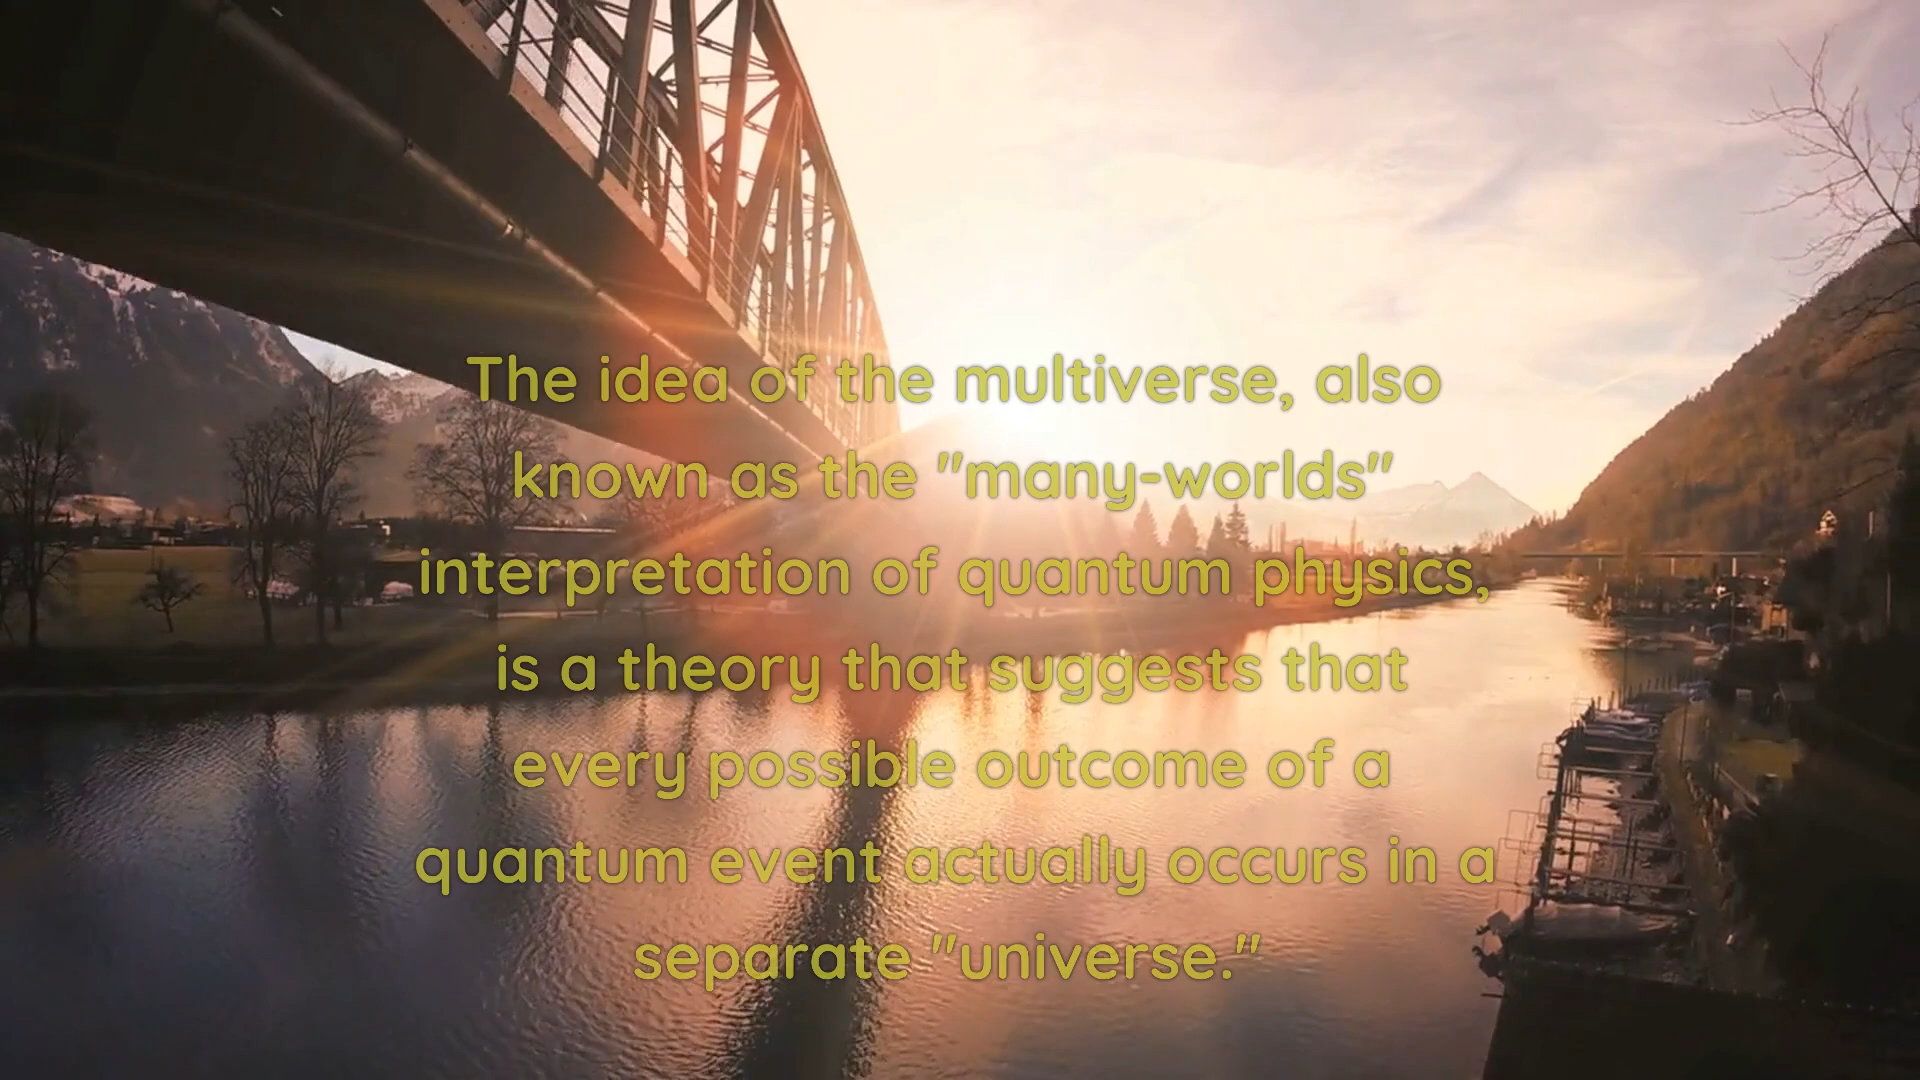 The idea of the multiverse, also
known as the "many-worlds"
interpretation of quantum physics,
is a theory that suggests that
every possible outcome of a
quantum event actually occurs in a
separate "universe."